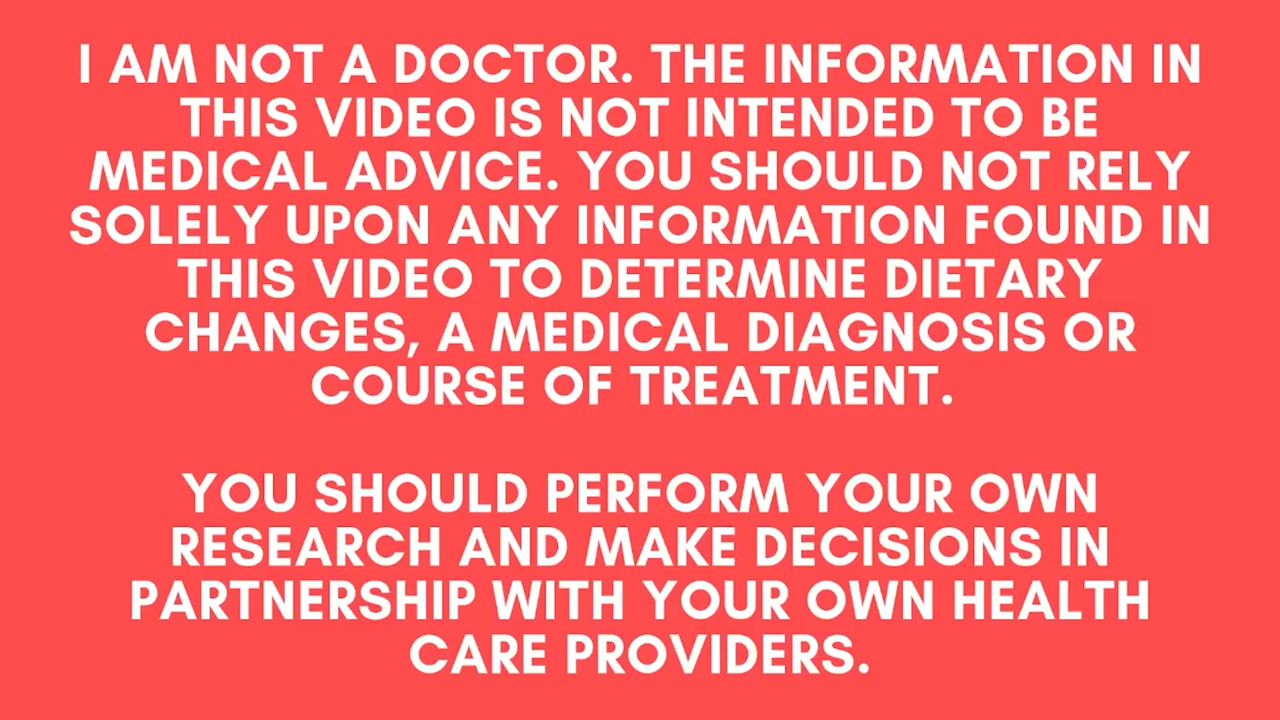 I AM NOT A DOCTOR. THE INFORMATION IN
THIS VIDEO IS NOT INTENDED TO BE
MEDICAL ADVICE. YOU SHOULD NOT RELY
SOLELY UPON ANY INFORMATION FOUND IN
THIS VIDEO TO DETERMINE DIETARY
CHANGES, A MEDICAL DIAGNOSIS OR
COURSE OF TREATMENT.
YOU SHOULD PERFORM YOUR OWN
RESEARCH AND MAKE DECISIONS IN
PARTNERSHIP WITH YOUR OWN HEALTH
CARE PROVIDERS.